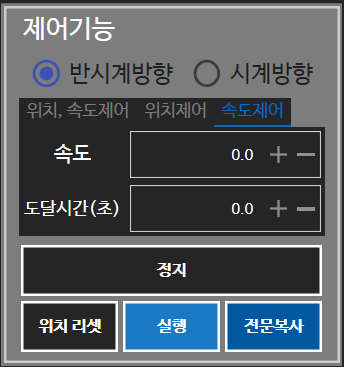 제어기능
반시계방향 시계방향
위치, 속도제어 위치제어 속도제어
속도 0.0 + -
도달시간(초) 0.0 + -
정지
위치 리셋 실행 전문복사